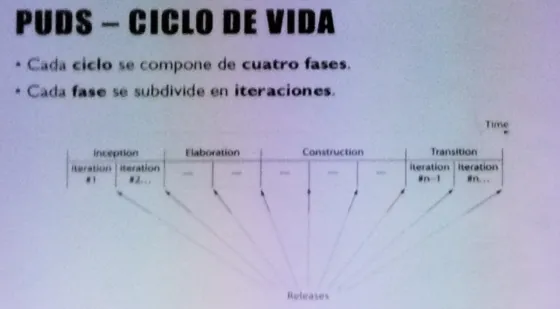 PUDS – CICLO DE VIDA
• Cada ciclo se compone de cuatro fases.
• Cada fase se subdivide en iteraciones.
Time
Inception Elaboration Construction Transition
Iteration Iteration — — — — — Iteration Iteration
#1 #2... #n-1 #n...
Releases